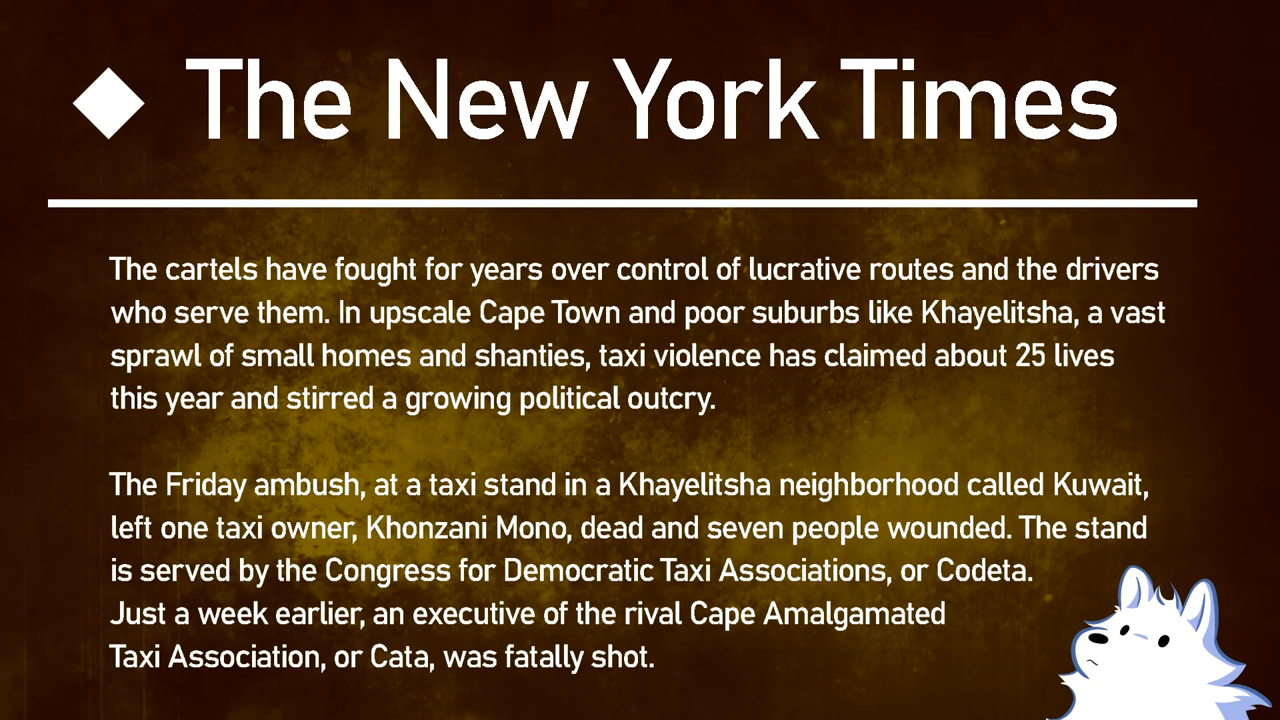 The New York Times
The cartels have fought for years over control of lucrative routes and the drivers
who serve them. In upscale Cape Town and poor suburbs like Khayelitsha, a vast
sprawl of small homes and shanties, taxi violence has claimed about 25 lives
this year and stirred a growing political outcry.
The Friday ambush, at a taxi stand in a Khayelitsha neighborhood called Kuwait,
left one taxi owner, Khonzani Mono, dead and seven people wounded. The stand
is served by the Congress for Democratic Taxi Associations, or Codeta.
Just a week earlier, an executive of the rival Cape Amalgamated
Taxi Association, or Cata, was fatally shot.